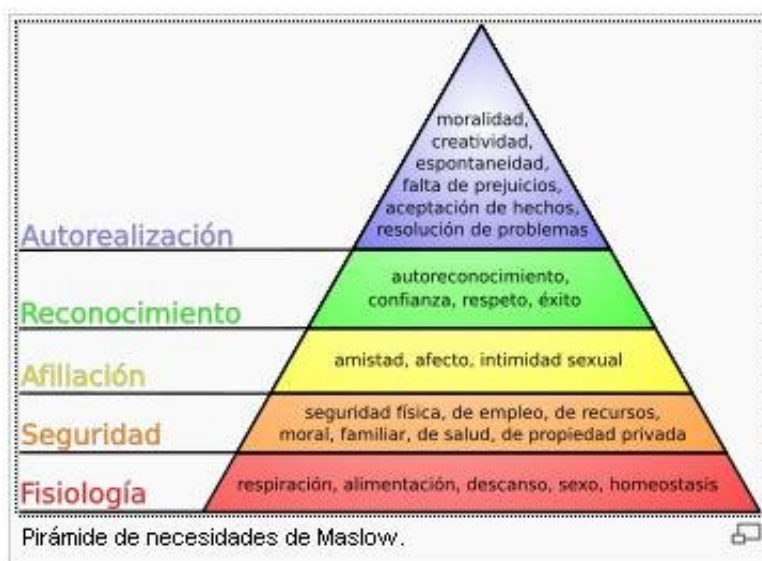 moralidad,
creatividad,
espontaneidad,
falta de prejuicios,
aceptación de hechos,
resolución de problemas
Autorealización
autoreconocimiento,
confianza, respeto, éxito
Reconocimiento
amistad, afecto, intimidad sexual
Afiliación
seguridad física, de empleo, de recursos,
moral, familiar, de salud, de propiedad privada
Seguridad
respiración, alimentación, descanso, sexo, homeostasis
Fisiología
Pirámide de necesidades de Maslow.